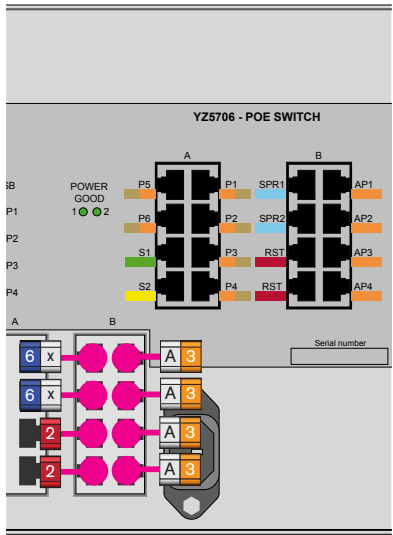 YZ5706 - POE SWITCH
A B
SB POWER GOOD P5 P1 SPR1 AP1
P1 1 2 P6 P2 SPR2 AP2
P2 S1 P3 RST AP3
P3 S2 P4 RST AP4
P4
A B
Serial number
6 x A 3
6 x A 3
2 A 3
2 A 3